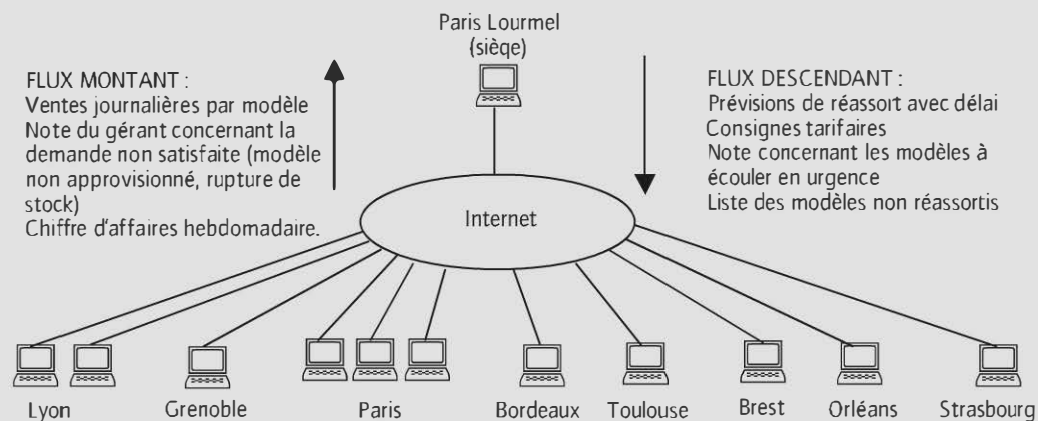 Paris Lourmel
(siège)
FLUX MONTANT :
Ventes journalières par modèle
Note du gérant concernant la
demande non satisfaite (modèle
non approvisionné, rupture de
stock)
Chiffre d'affaires hebdomadaire.
FLUX DESCENDANT :
Prévisions de réassort avec délai
Consignes tarifaires
Note concernant les modèles à
écouler en urgence
Liste des modèles non réassortis
Internet
Lyon Grenoble Paris Bordeaux Toulouse Brest Orléans Strasbourg